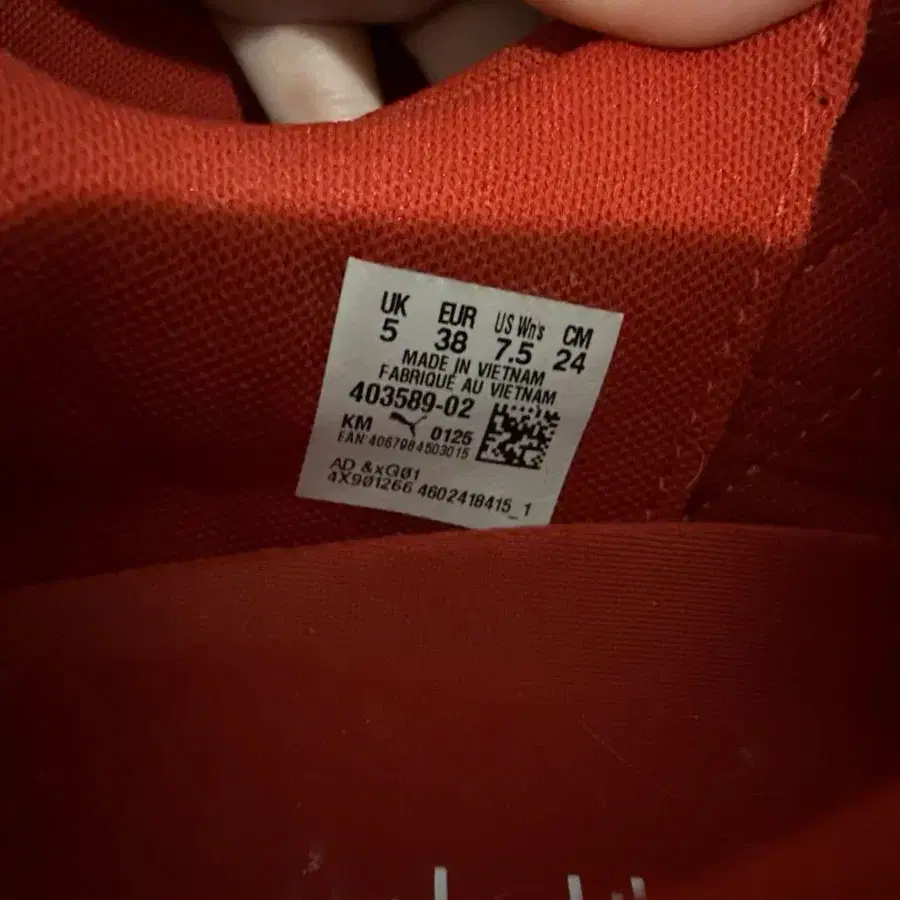 UK EUR US Wn's CM
5 38 7.5 24
MADE IN VIETNAM
FABRIQUÉ AU VIETNAM
403589-02
KM 0125
EAN 4067984503015
AD &xQ01
4X901266 4602418415_1